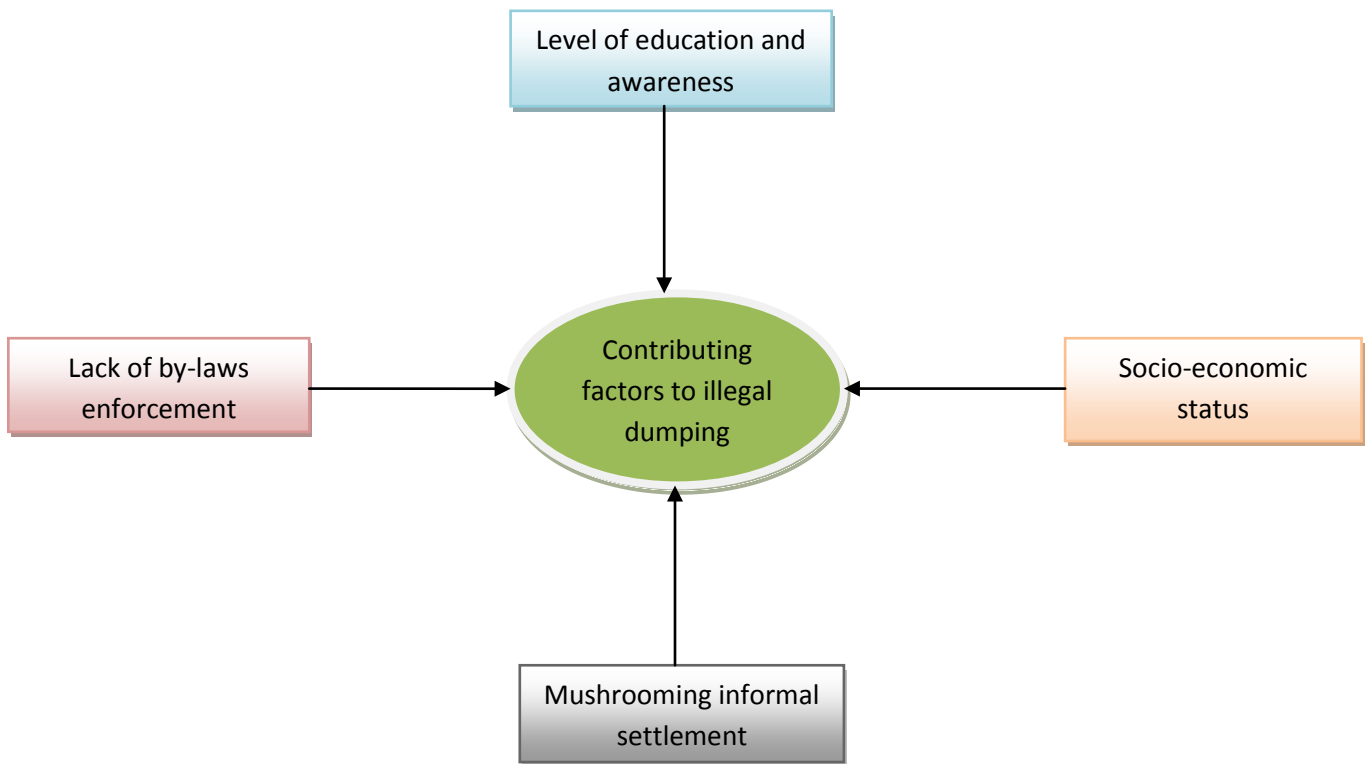 Level of education and
awareness
Lack of by-laws
enforcement
Contributing
factors to illegal
dumping
Socio-economic
status
Mushrooming informal
settlement